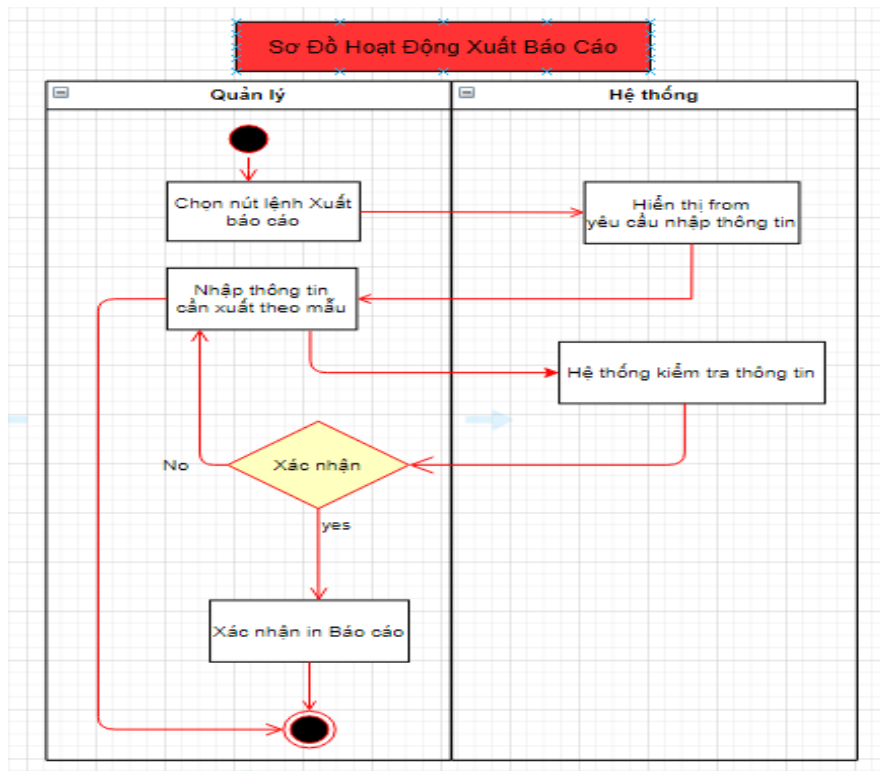 Sơ Đồ Hoạt Động Xuất Báo Cáo
Quản lý
Hệ thống
Chọn nút lệnh Xuất
báo cáo
Hiển thị from
yêu cầu nhập thông tin
Nhập thông tin
cần xuất theo mẫu
Hệ thống kiểm tra thông tin
No
Xác nhận
yes
Xác nhận in Báo cáo